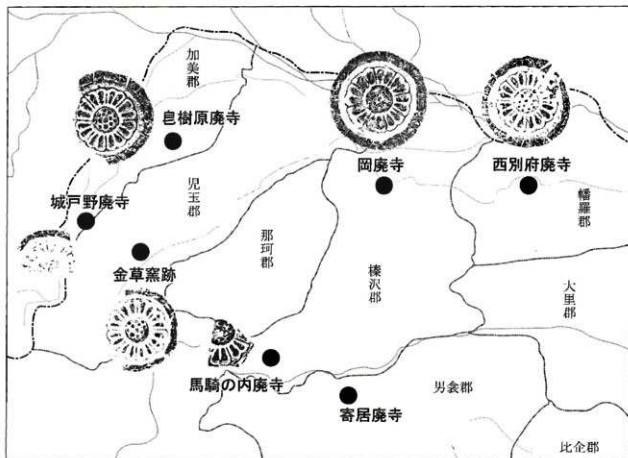 加美郡
皀樹原廃寺
岡廃寺
西別府廃寺
城戸野廃寺
児玉郡
幡羅郡
那珂郡
榛沢郡
金草窯跡
大里郡
馬騎の内廃寺
男衾郡
寄居廃寺
比企郡